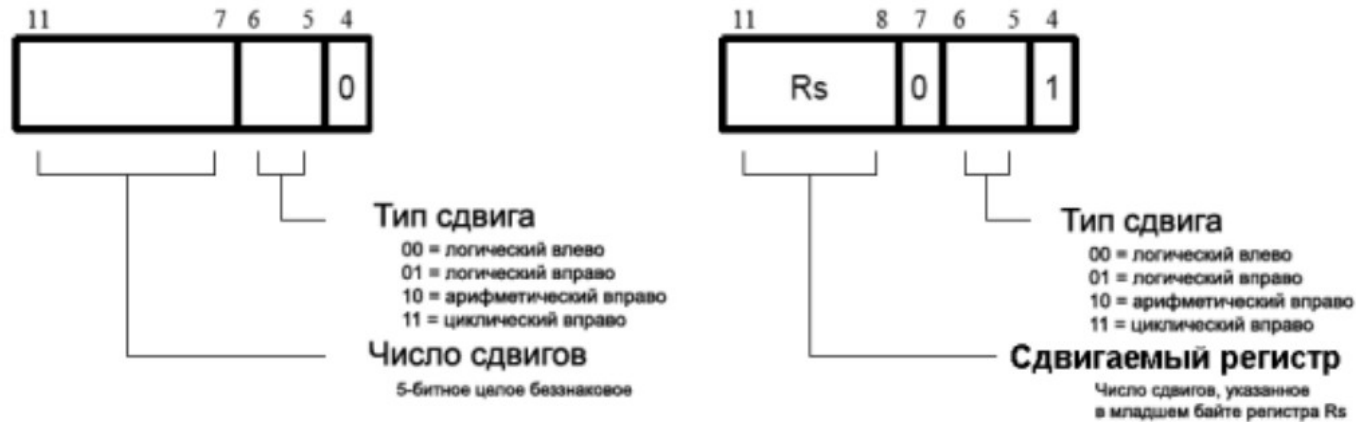 11 7 6 5 4
0
Тип сдвига
00 = логический влево
01 = логический вправо
10 = арифметический вправо
11 = циклический вправо
Число сдвигов
5-битное целое беззнаковое
11 8 7 6 5 4
Rs 0 1
Тип сдвига
00 = логический влево
01 = логический вправо
10 = арифметический вправо
11 = циклический вправо
Сдвигаемый регистр
Число сдвигов, указанное
в младшем байте регистра Rs